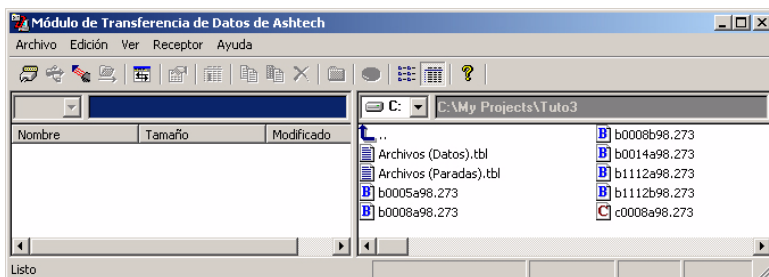 Módulo de Transferencia de Datos de Ashtech
Archivo Edición Ver Receptor Ayuda
C: C:\My Projects\Tuto3
Nombre Tamaño Modificado
..
Archivos (Datos).tbl
Archivos (Paradas).tbl
b0005a98.273
b0008a98.273
b0008b98.273
b0014a98.273
b1112a98.273
b1112b98.273
c0008a98.273
Listo